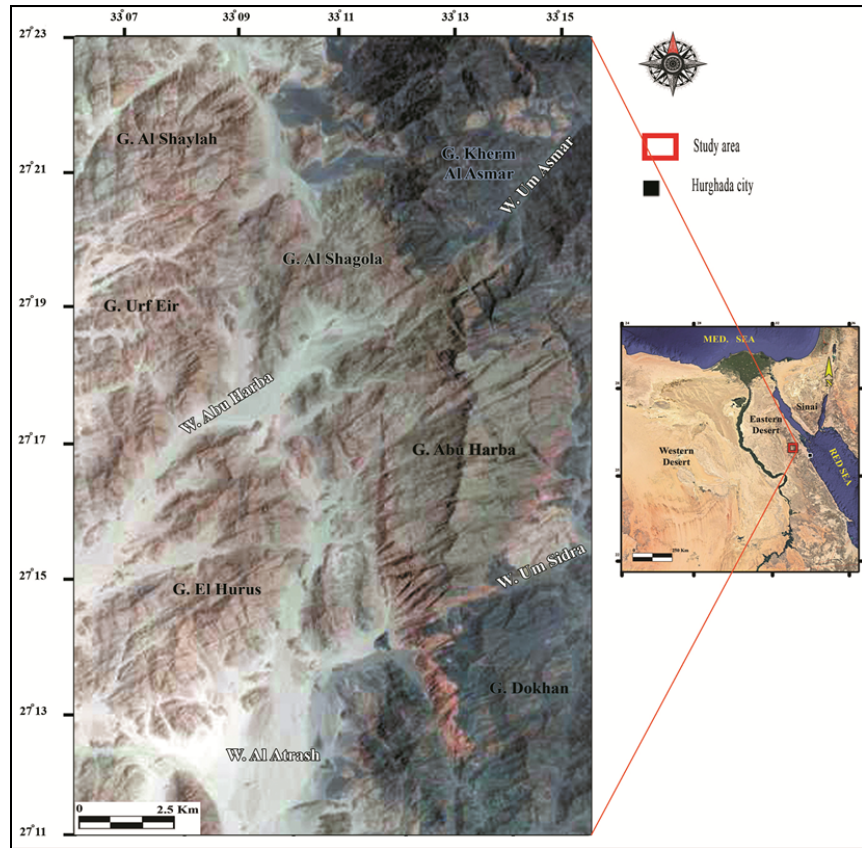 33°07 33°09 33°11 33°13 33°15
27°23
G. Al Shaylah
27°21
G. Kherm
Al Asmar
W. Um Asmar
G. Al Shagola
27°19
G. Urf Eir
W. Abu Harba
27°17
G. Abu Harba
27°15
G. El Hurus
W. Um Sidra
G. Dokhan
27°13
W. Al Atrash
0 2.5 Km
27°11
Study area
Hurghada city
MED. SEA
Sinai
Eastern
Desert
Western
Desert
RED SEA